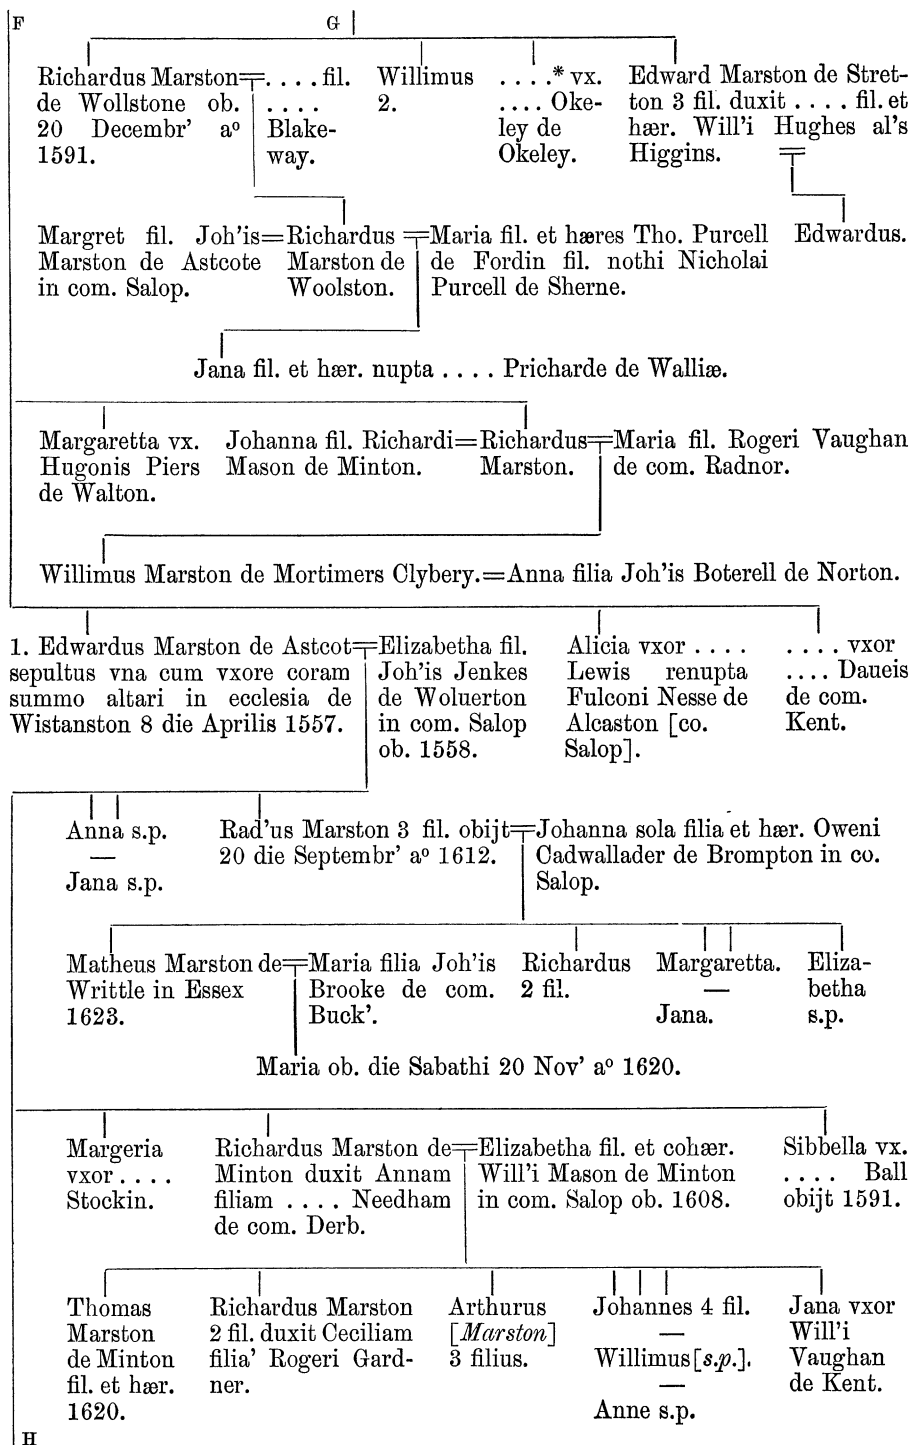 F G
Richardus Marston = . . . . fil.
de Wollstone ob. . . . .
20 Decembr' aº Blake-
1591. way.
Willimus
2.
. . . .* vx.
. . . . Oke-
ley de
Okeley.
Edward Marston de Stret-
ton 3 fil. duxit . . . . fil. et
hær. Will'i Hughes al's
Higgins. =
Margret fil. Joh'is = Richardus = Maria fil. et hæres Tho. Purcell
Marston de Astcote Marston de de Fordin fil. nothi Nicholai
in com. Salop. Woolston. Purcell de Sherne.
Edwardus.
Jana fil. et hær. nupta . . . . Pricharde de Walliæ.
Margaretta vx.
Hugonis Piers
de Walton.
Johanna fil. Richardi = Richardus = Maria fil. Rogeri Vaughan
Mason de Minton. Marston. de com. Radnor.
Willimus Marston de Mortimers Clybery. = Anna filia Joh'is Boterell de Norton.
1. Edwardus Marston de Astcot = Elizabetha fil.
sepultus vna cum vxore coram Joh'is Jenkes
summo altari in ecclesia de de Woluerton
Wistanston 8 die Aprilis 1557. in com. Salop
ob. 1558.
Alicia vxor . . . .
Lewis renupta
Fulconi Nesse de
Alcaston [co.
Salop].
. . . . vxor
. . . . Daueis
de com.
Kent.
Anna s.p.
—
Jana s.p.
Rad'us Marston 3 fil. obijt = Johanna sola filia et hær. Oweni
20 die Septembr' aº 1612. Cadwallader de Brompton in co.
Salop.
Matheus Marston de = Maria filia Joh'is
Writtle in Essex Brooke de com.
1623. Buck'.
Richardus
2 fil.
Margaretta.
—
Jana.
Eliza-
betha
s.p.
Maria ob. die Sabathi 20 Nov' aº 1620.
Margeria
vxor . . . .
Stockin.
Richardus Marston de = Elizabetha fil. et cohær.
Minton duxit Annam Will'i Mason de Minton
filiam . . . . Needham in com. Salop ob. 1608.
de com. Derb.
Sibbella vx.
. . . . Ball
obijt 1591.
Thomas
Marston
de Minton
fil. et hær.
1620.
Richardus Marston
2 fil. duxit Ceciliam
filia' Rogeri Gard-
ner.
Arthurus
[Marston]
3 filius.
Johannes 4 fil.
—
Willimus [s.p.].
—
Anne s.p.
Jana vxor
Will'i
Vaughan
de Kent.
H